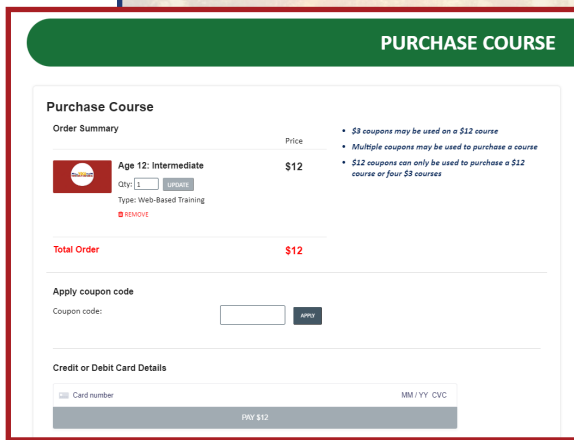 PURCHASE COURSE
Purchase Course
Order Summary
Price
Age 12: Intermediate
$12
Qty: 1 UPDATE
Type: Web-Based Training
REMOVE
Total Order
$12
• $3 coupons may be used on a $12 course
• Multiple coupons may be used to purchase a course
• $12 coupons can only be used to purchase a $12
course or four $3 courses
Apply coupon code
Coupon code:
APPLY
Credit or Debit Card Details
Card number
MM / YY CVC
PAY $12